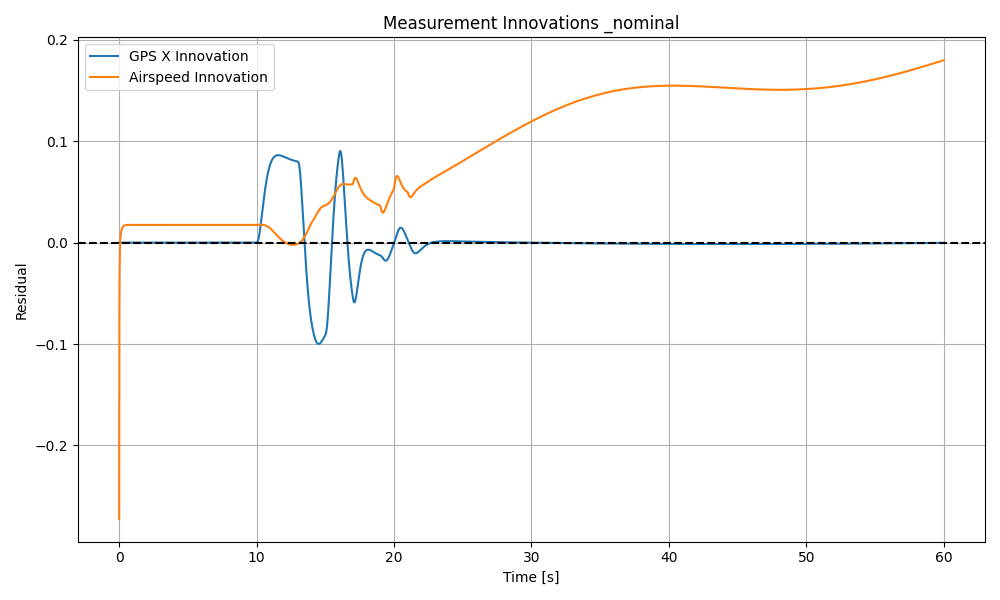 Measurement Innovations _nominal
GPS X Innovation
Airspeed Innovation
0.2
0.1
0.0
−0.1
−0.2
Residual
0
10
20
30
40
50
60
Time [s]